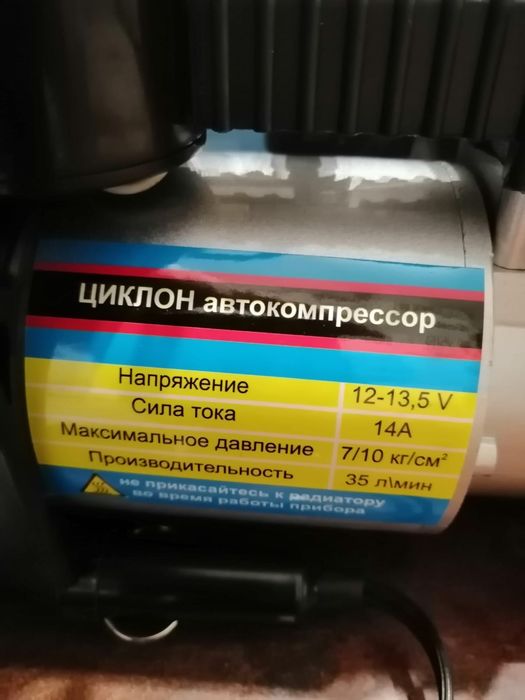 ЦИКЛОН автокомпрессор
Напряжение 12-13,5 V
Сила тока 14А
Максимальное давление 7/10 кг/см²
Производительность 35 л\мин
не прикасайтесь к радиатору
во время работы прибора